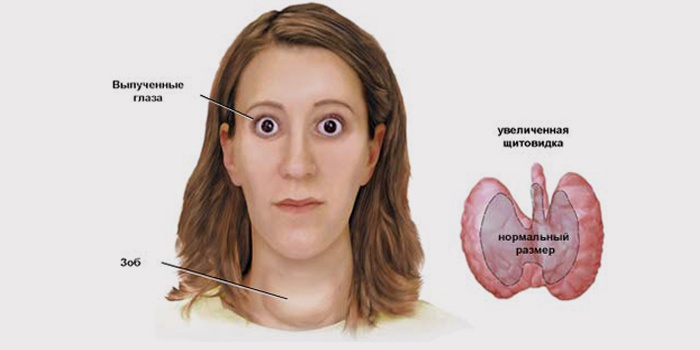 Выпученные
глаза
Зоб
увеличенная
щитовидка
нормальный
размер